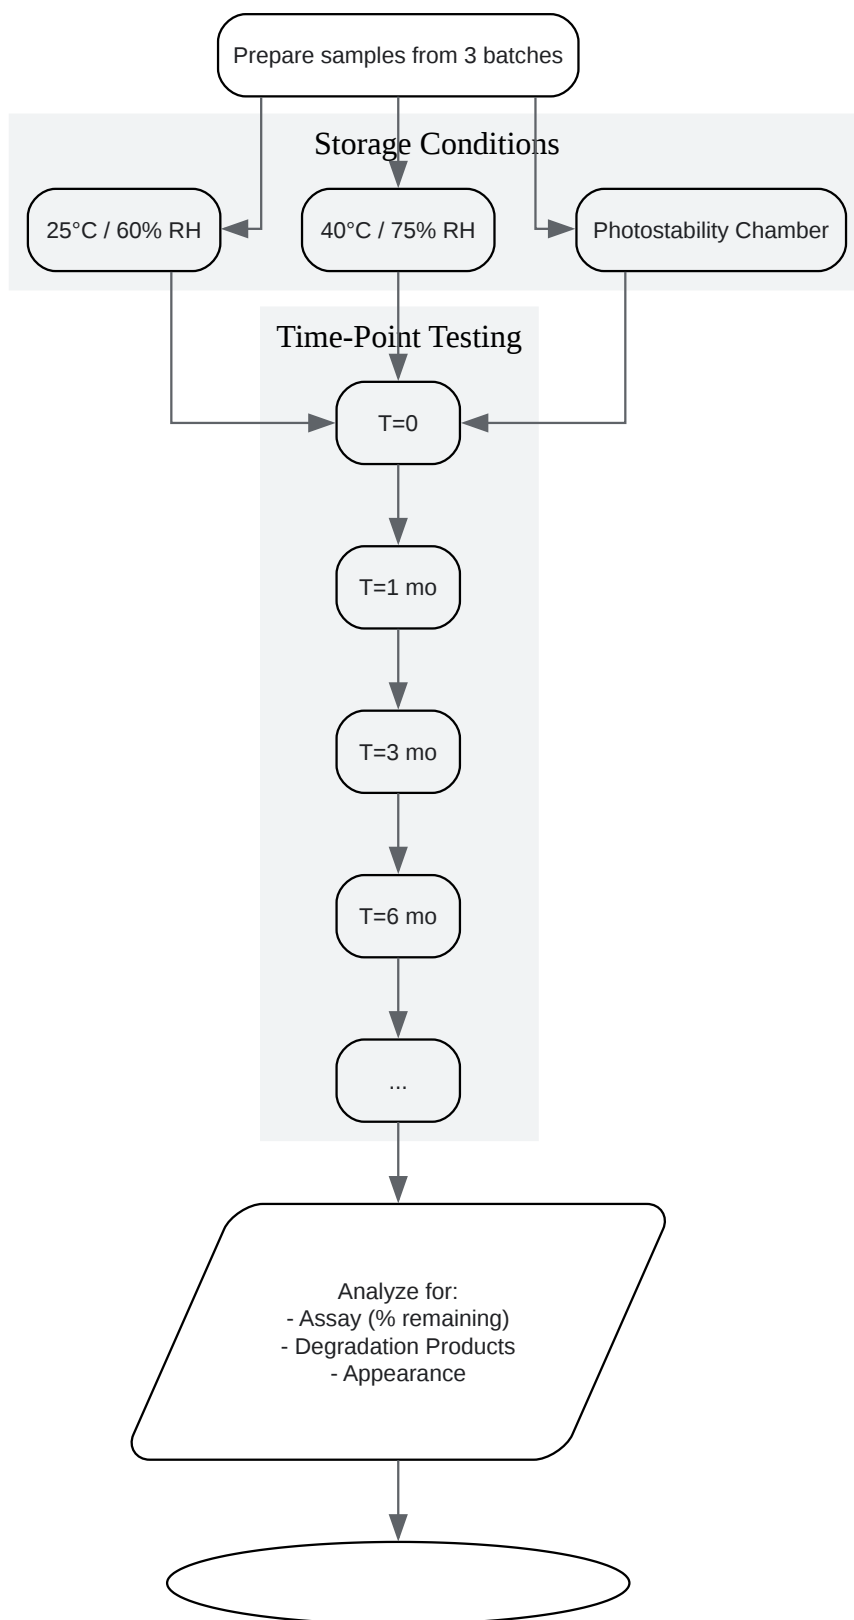 Prepare samples from 3 batches
Storage Conditions
25°C / 60% RH
40°C / 75% RH
Photostability Chamber
Time-Point Testing
T=0
T=1 mo
T=3 mo
T=6 mo
...
Analyze for:
- Assay (% remaining)
- Degradation Products
- Appearance